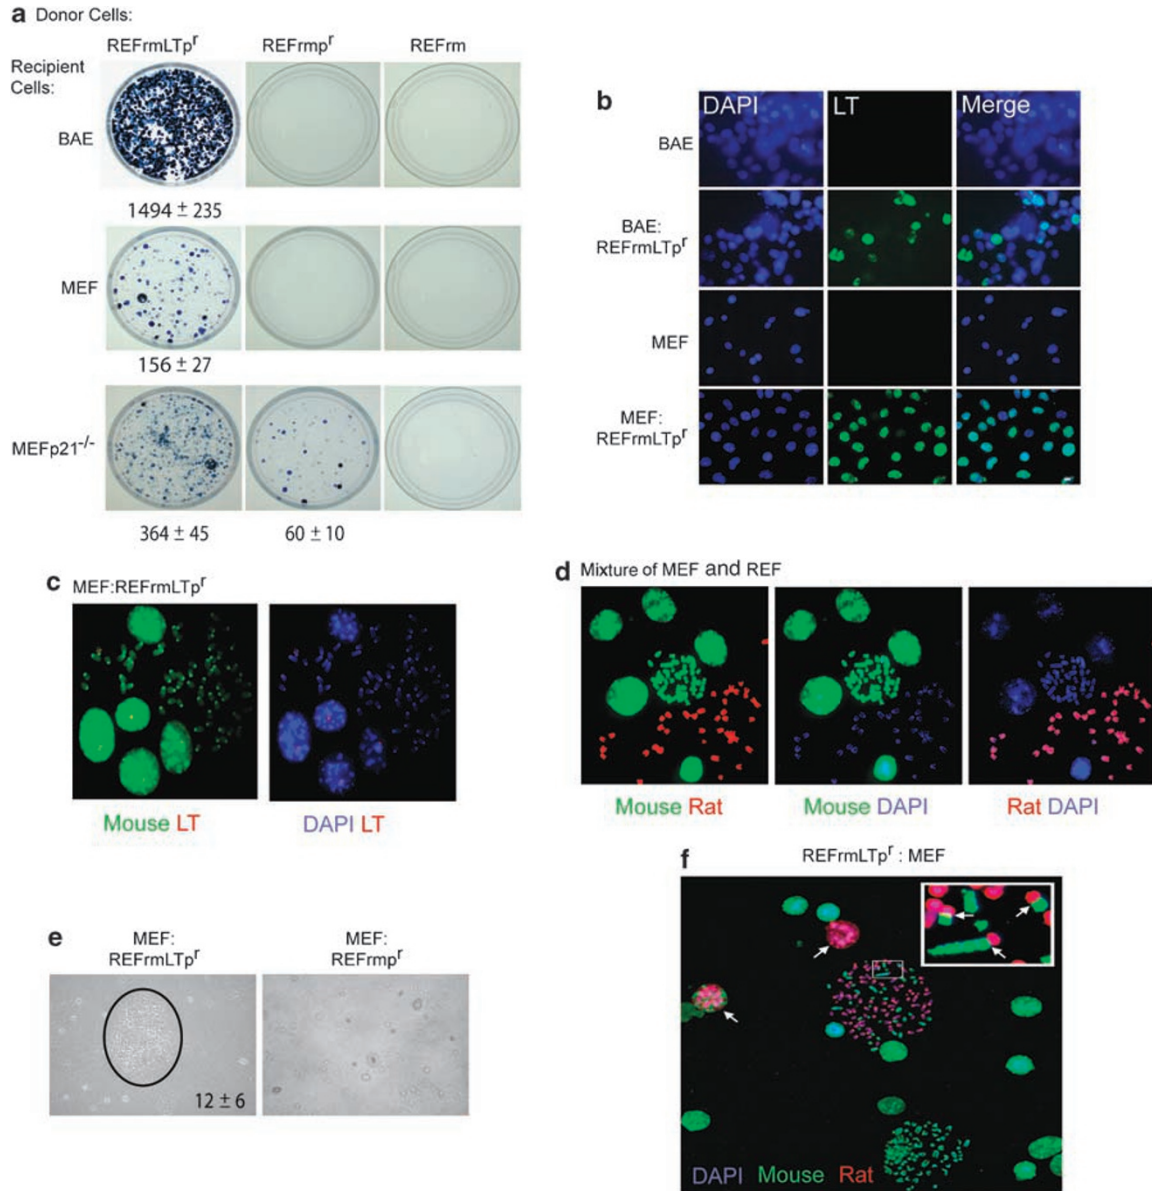 a Donor Cells:
REFrmLTpʳ REFrmpʳ REFrm
Recipient
Cells:
BAE
1494 ± 235
MEF
156 ± 27
MEFp21⁻/⁻
364 ± 45 60 ± 10
b DAPI LT Merge
BAE
BAE:
REFrmLTpʳ
MEF
MEF:
REFrmLTpʳ
c MEF:REFrmLTpʳ
Mouse LT DAPI LT
d Mixture of MEF and REF
Mouse Rat Mouse DAPI Rat DAPI
e MEF: MEF:
REFrmLTpʳ REFrmpʳ
12 ± 6
f REFrmLTpʳ : MEF
DAPI Mouse Rat